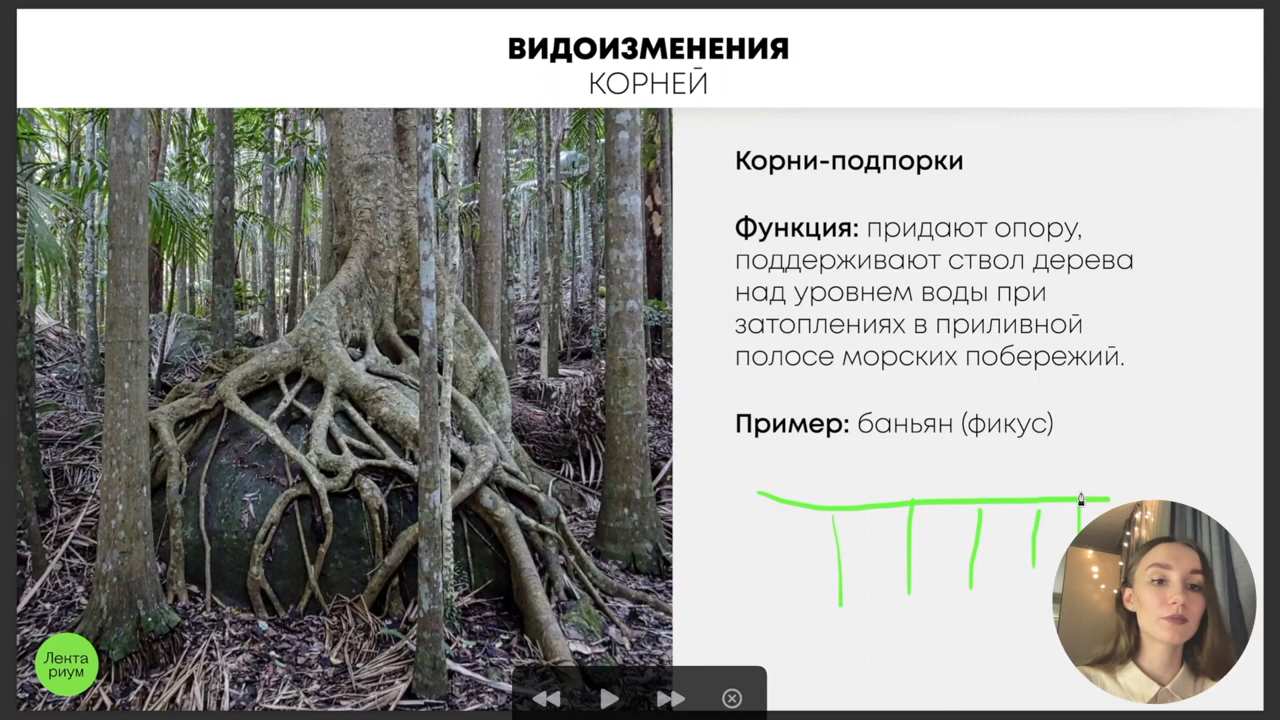 ВИДОИЗМЕНЕНИЯ
КОРНЕЙ
Корни-подпорки
Функция: придают опору,
поддерживают ствол дерева
над уровнем воды при
затоплениях в приливной
полосе морских побережий.
Пример: баньян (фикус)
Лекта
риум